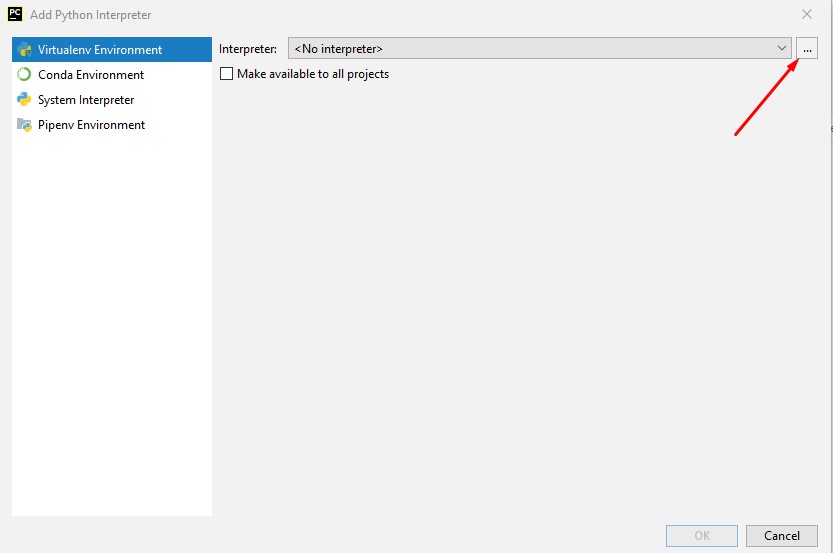 PC Add Python Interpreter
Virtualenv Environment
Conda Environment
System Interpreter
Pipenv Environment
Interpreter: <No interpreter> ...
Make available to all projects
OK Cancel